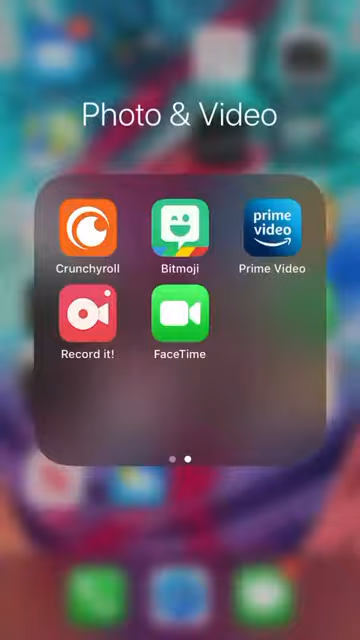 Photo & Video
prime
video
Crunchyroll
Bitmoji
Prime Video
Record it!
FaceTime